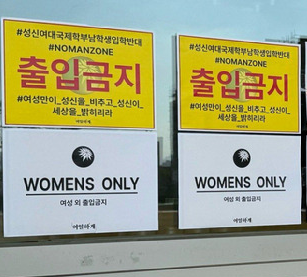 #성신여대국제학부남학생입학반대
#NOMANZONE
출입금지
#여성만이_성신을_비추고_성신이_
세상을_밝히리라
WOMENS ONLY
여성 외 출입금지
#성신여대국제학부남학생입학반대
#NOMANZONE
출입금지
#여성만이_성신을_비추고_성신이_
세상을_밝히리라
WOMENS ONLY
여성 외 출입금지